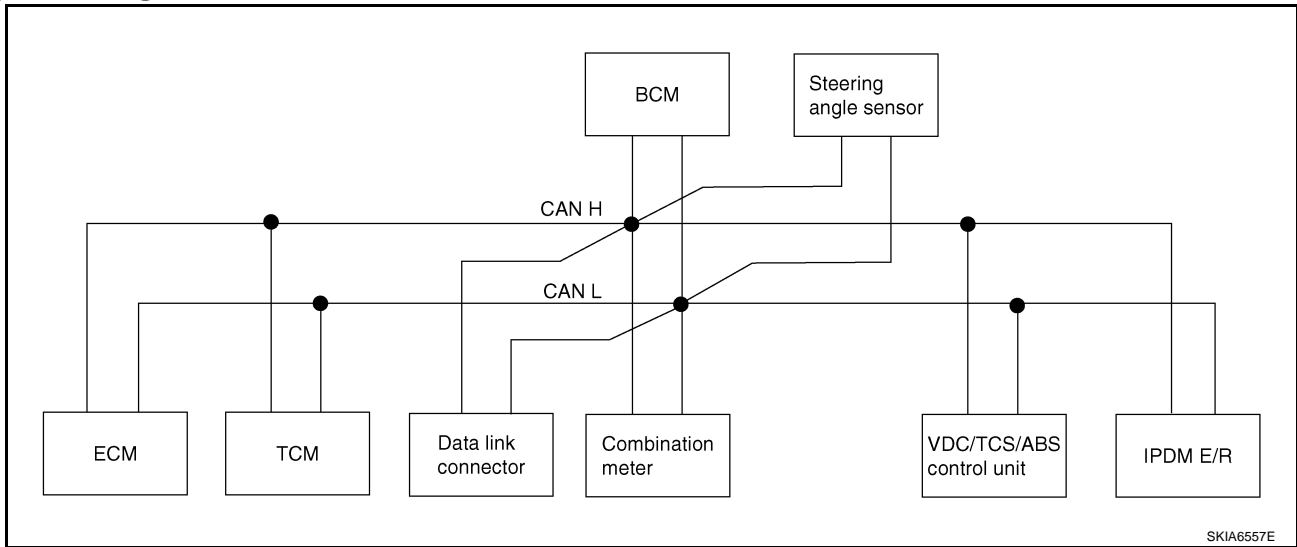 BCM
Steering
angle sensor
CAN H
CAN L
ECM
TCM
Data link
connector
Combination
meter
VDC/TCS/ABS
control unit
IPDM E/R
SKIA6557E